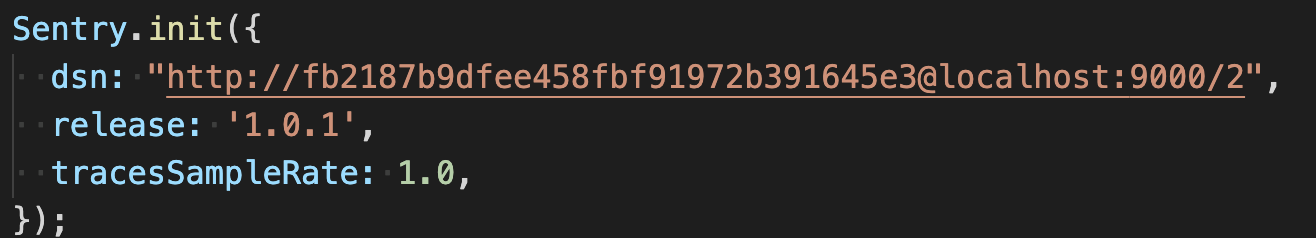 Sentry.init({
  dsn: "http://fb2187b9dfee458fbf91972b391645e3@localhost:9000/2",
  release: '1.0.1',
  tracesSampleRate: 1.0,
});